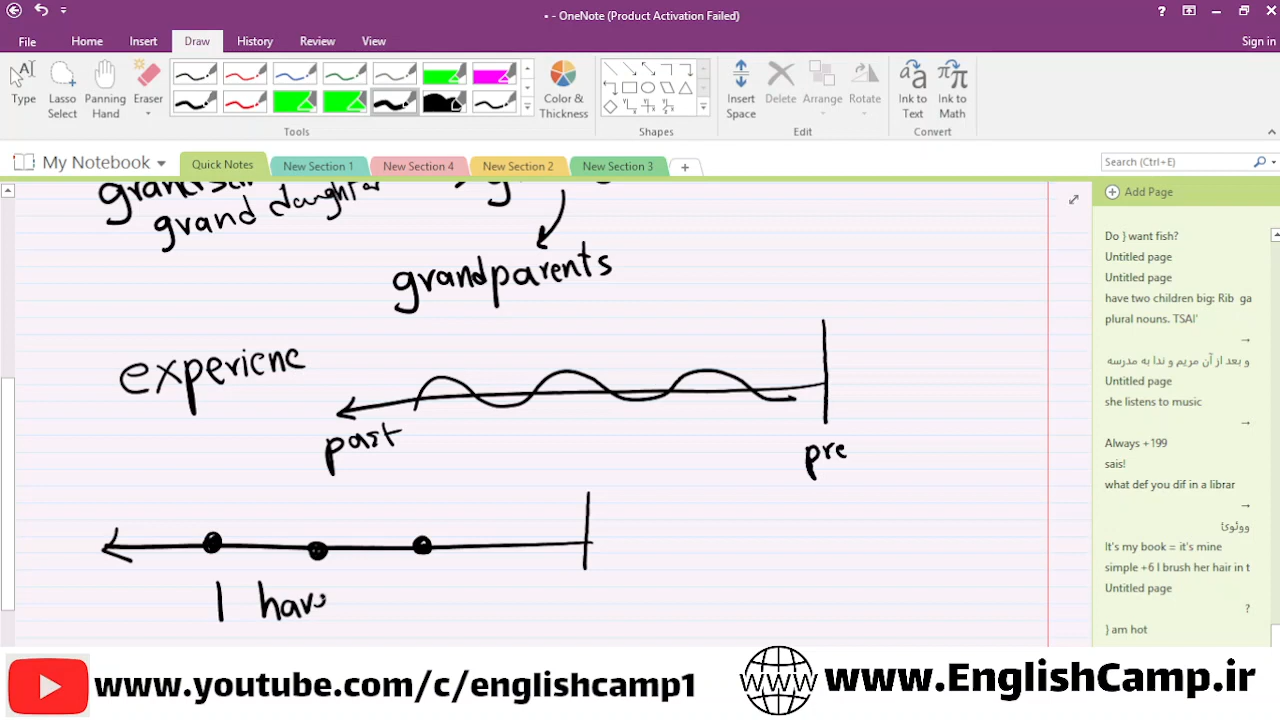 - OneNote (Product Activation Failed)
?
File Home Insert Draw History Review View
Sign in
Type
Lasso Select
Panning Hand
Eraser
Color & Thickness
Insert Space
Delete
Arrange
Rotate
Ink to Text
Ink to Math
Tools
Shapes
Edit
Convert
My Notebook
Quick Notes
New Section 1
New Section 4
New Section 2
New Section 3
Search (Ctrl+E)
Add Page
grand daughter
grandparents
experiene
past
pre
I hav
Do } want fish?
Untitled page
Untitled page
have two children big: Rib ga
plural nouns. TSAI'
→
و بعد از آن مریم و ندا به مدرسه
Untitled page
she listens to music
→
Always +199
sais!
what def you dif in a librar
→
It's my book = it's mine
simple +6 I brush her hair in t
Untitled page
?
} am hot
www.youtube.com/c/englishcamp1
WWW
www.EnglishCamp.ir